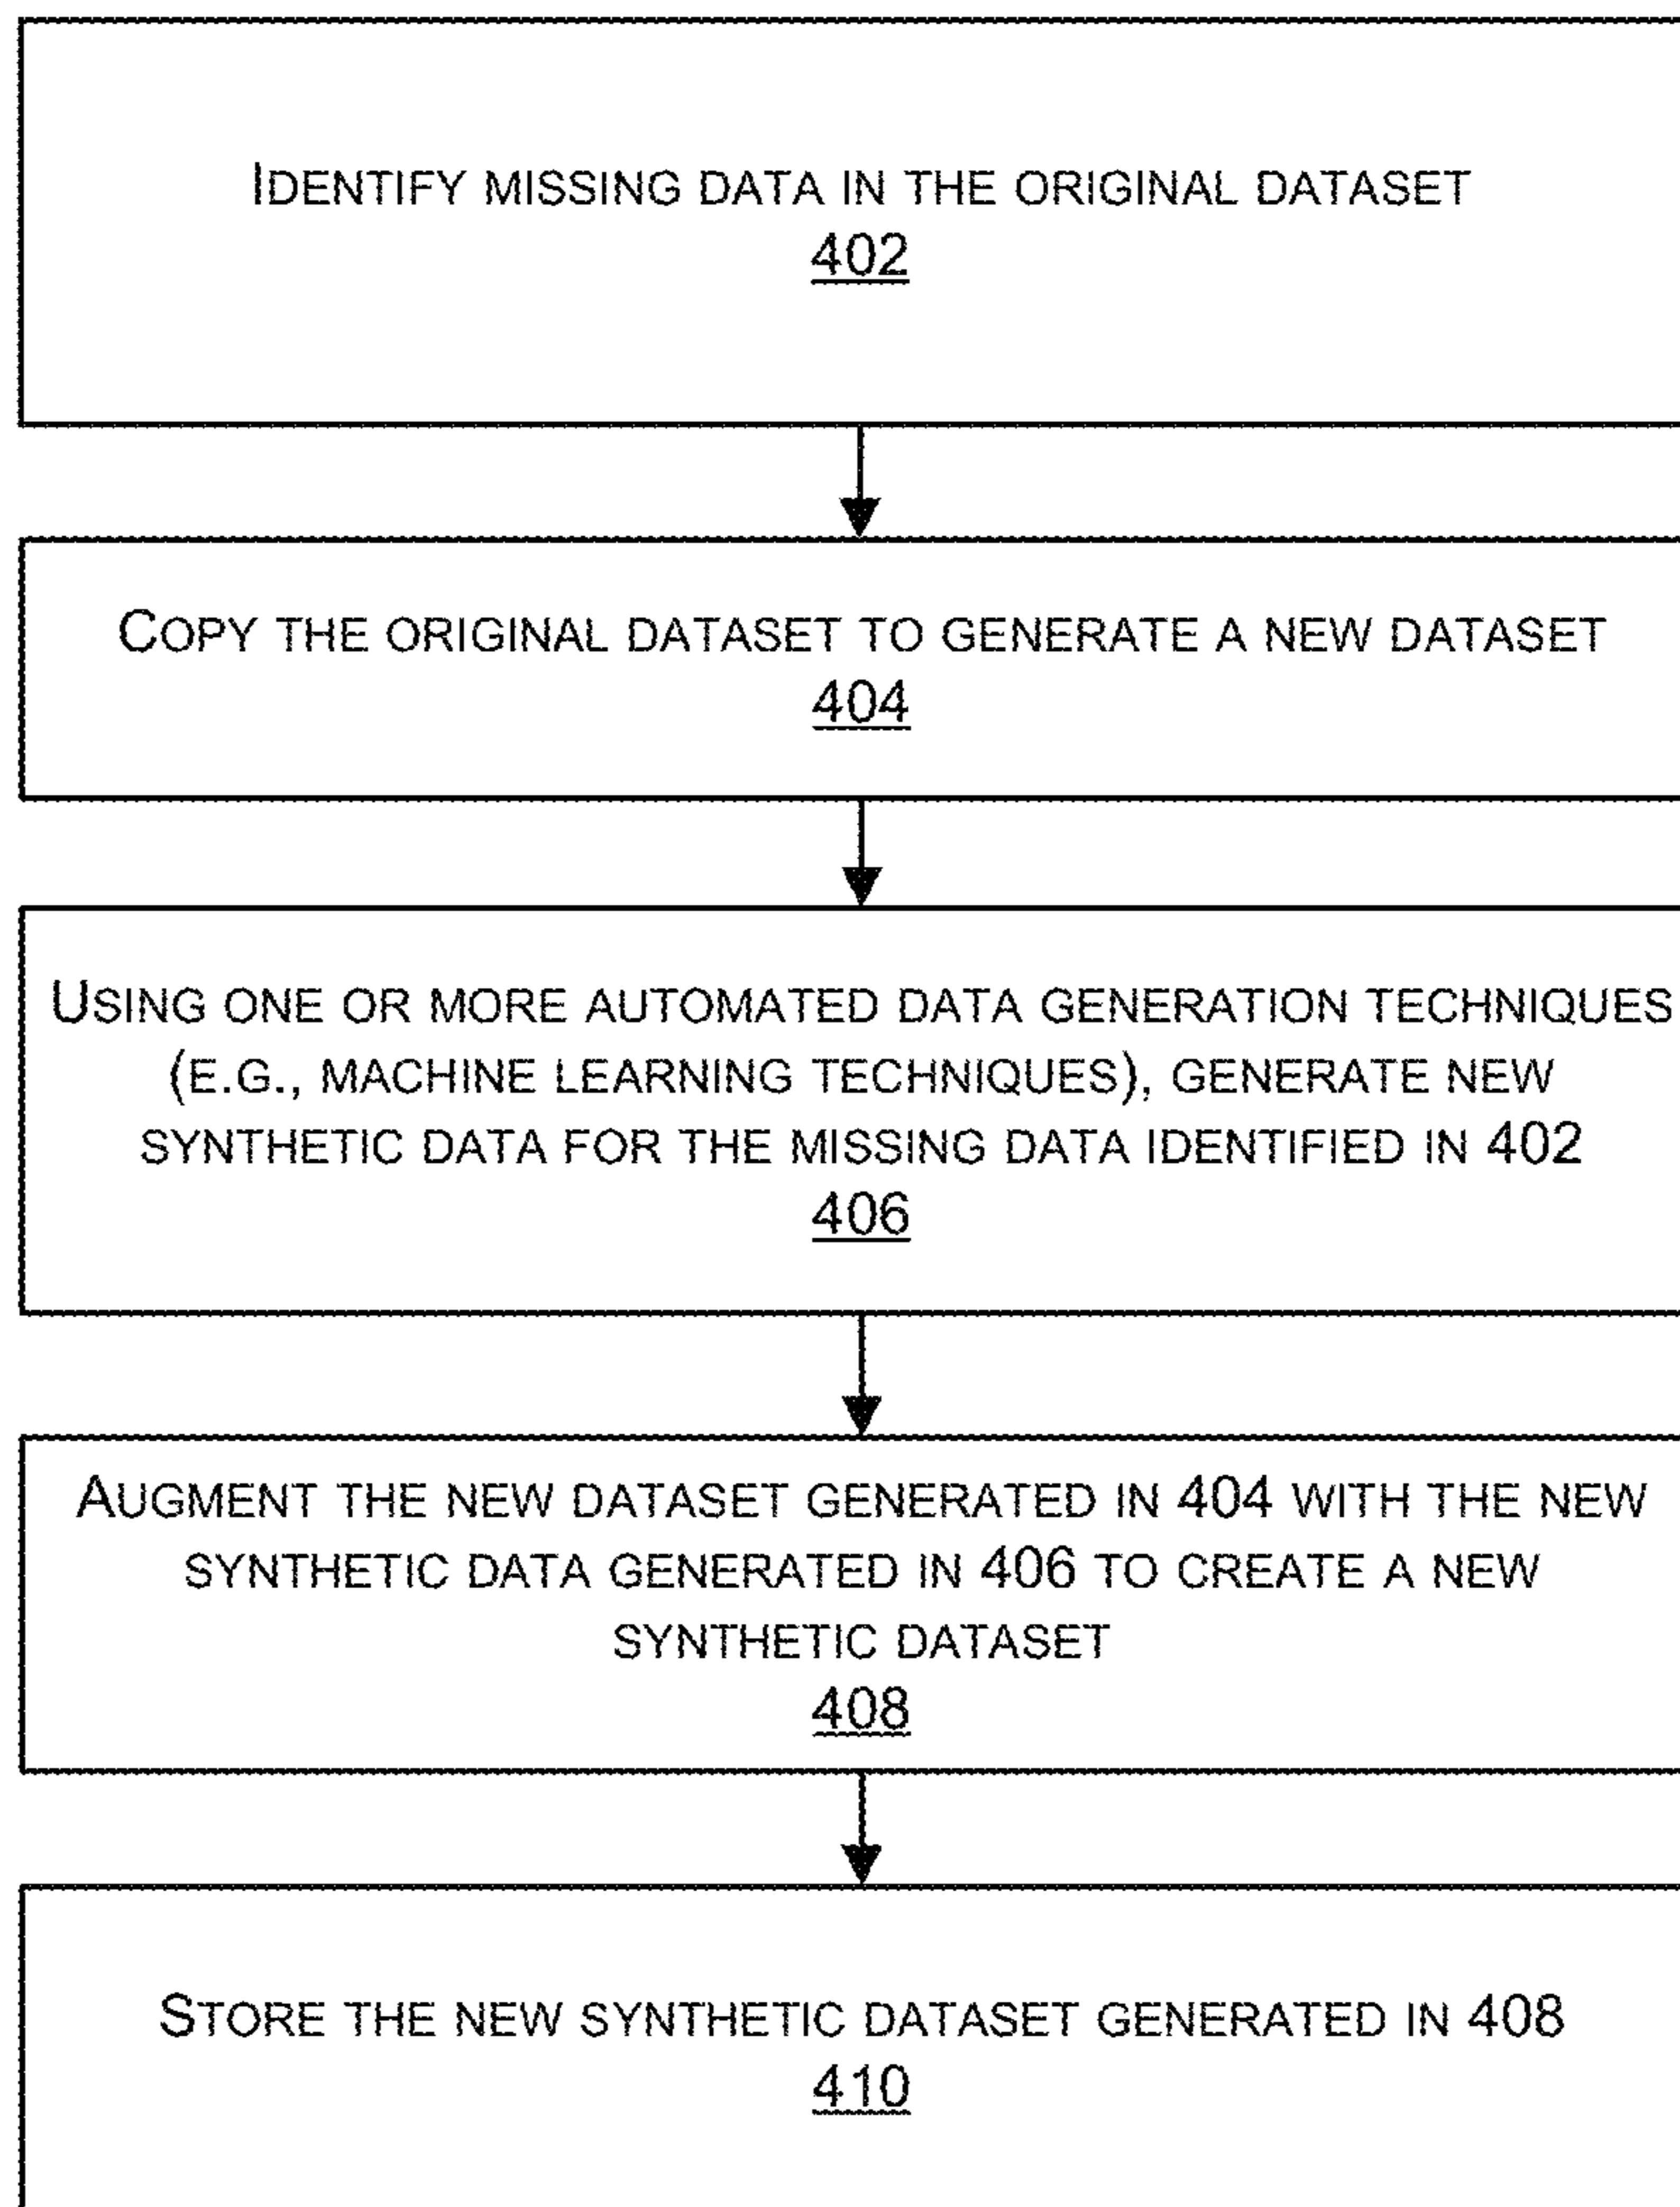 IDENTIFY MISSING DATA IN THE ORIGINAL DATASET
402
COPY THE ORIGINAL DATASET TO GENERATE A NEW DATASET
404
USING ONE OR MORE AUTOMATED DATA GENERATION TECHNIQUES
(E.G., MACHINE LEARNING TECHNIQUES), GENERATE NEW
SYNTHETIC DATA FOR THE MISSING DATA IDENTIFIED IN 402
406
AUGMENT THE NEW DATASET GENERATED IN 404 WITH THE NEW
SYNTHETIC DATA GENERATED IN 406 TO CREATE A NEW
SYNTHETIC DATASET
408
STORE THE NEW SYNTHETIC DATASET GENERATED IN 408
410